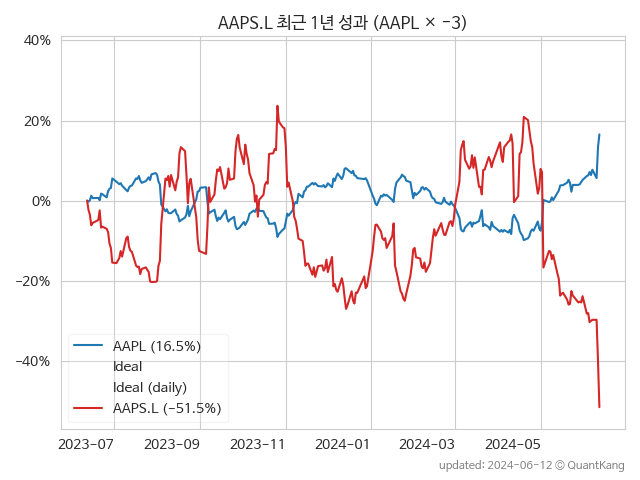 AAPS.L 최근 1년 성과 (AAPL × -3)
40%
20%
0%
−20%
−40%
AAPL (16.5%)
Ideal
Ideal (daily)
AAPS.L (−51.5%)
2023-07 2023-09 2023-11 2024-01 2024-03 2024-05
updated: 2024-06-12 © QuantKang